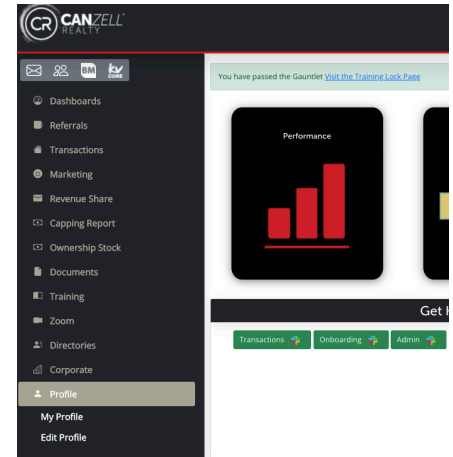 CR CANZELL®
REALTY
BM kv
CORE
You have passed the Gauntlet Visit the Training Lock Page
Dashboards
Referrals
Transactions
Marketing
Revenue Share
Capping Report
Ownership Stock
Documents
Training
Zoom
Directories
Corporate
Profile
My Profile
Edit Profile
Performance
Get H
Transactions
Onboarding
Admin